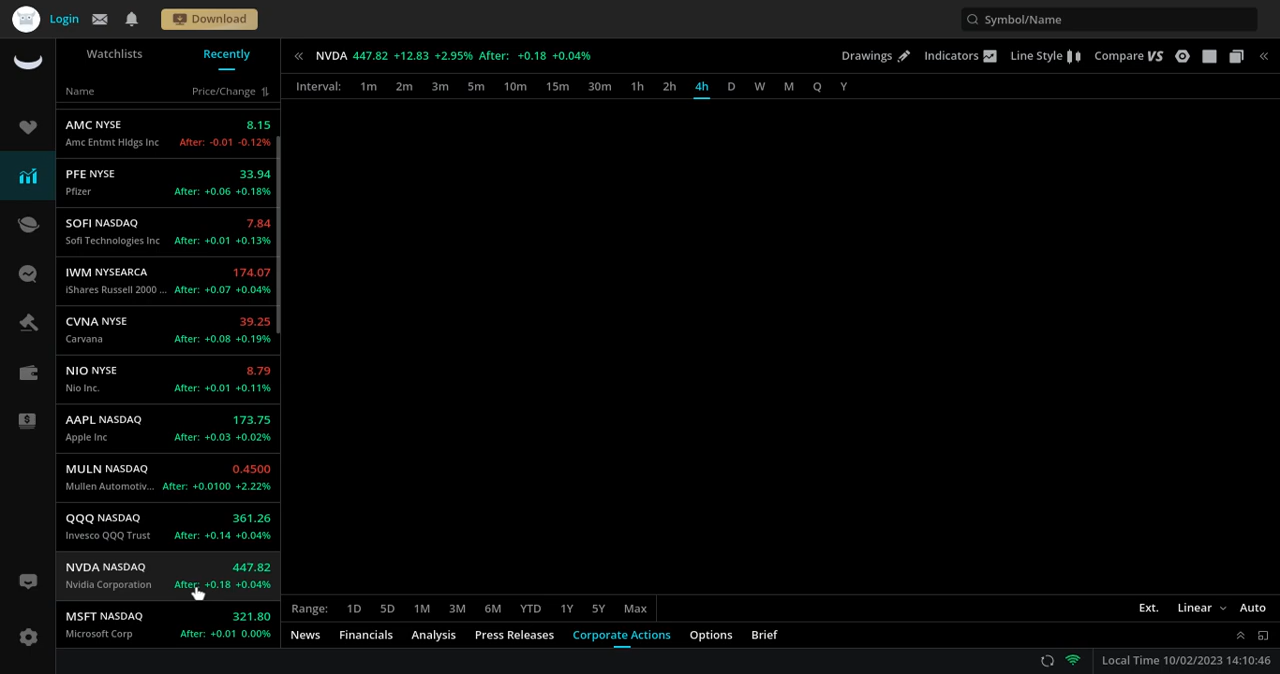 Login
Download
Symbol/Name
Watchlists
Recently
Name
Price/Change
AMC NYSE
8.15
Amc Entmt Hldgs Inc
After: -0.01 -0.12%
PFE NYSE
33.94
Pfizer
After: +0.06 +0.18%
SOFI NASDAQ
7.84
Sofi Technologies Inc
After: +0.01 +0.13%
IWM NYSEARCA
174.07
iShares Russell 2000 ...
After: +0.07 +0.04%
CVNA NYSE
39.25
Carvana
After: +0.08 +0.19%
NIO NYSE
8.79
Nio Inc.
After: +0.01 +0.11%
AAPL NASDAQ
173.75
Apple Inc
After: +0.03 +0.02%
MULN NASDAQ
0.4500
Mullen Automotiv...
After: +0.0100 +2.22%
QQQ NASDAQ
361.26
Invesco QQQ Trust
After: +0.14 +0.04%
NVDA NASDAQ
447.82
Nvidia Corporation
After: +0.18 +0.04%
MSFT NASDAQ
321.80
Microsoft Corp
After: +0.01 0.00%
NVDA 447.82 +12.83 +2.95% After: +0.18 +0.04%
Drawings
Indicators
Line Style
Compare VS
Interval: 1m 2m 3m 5m 10m 15m 30m 1h 2h 4h D W M Q Y
Range: 1D 5D 1M 3M 6M YTD 1Y 5Y Max
Ext. Linear Auto
News Financials Analysis Press Releases Corporate Actions Options Brief
Local Time 10/02/2023 14:10:46